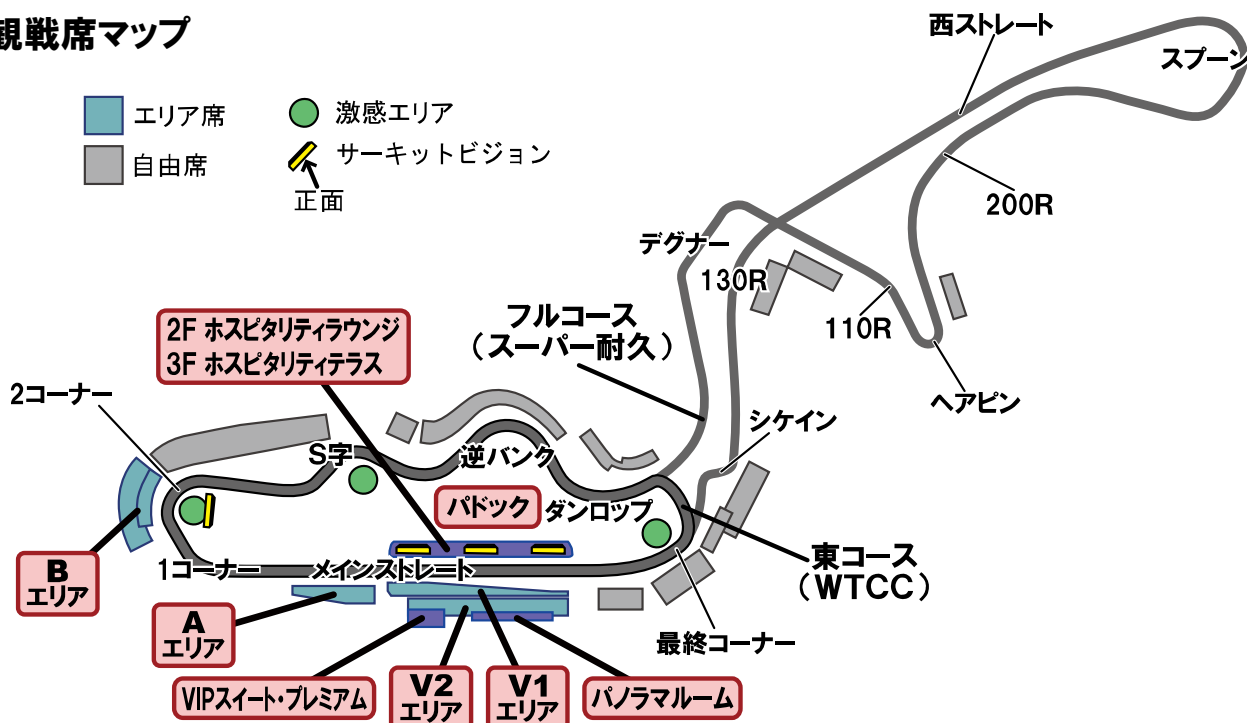 観戦席マップ
エリア席
激感エリア
自由席
サーキットビジョン
正面
西ストレート
スプーン
200R
デグナー
130R
110R
ヘアピン
フルコース
(スーパー耐久)
2F ホスピタリティラウンジ
3F ホスピタリティテラス
2コーナー
シケイン
S字
逆バンク
パドック
ダンロップ
東コース
(WTCC)
1コーナー
メインストレート
最終コーナー
B
エリア
A
エリア
VIPスイート・プレミアム
V2
エリア
V1
エリア
パノラマルーム